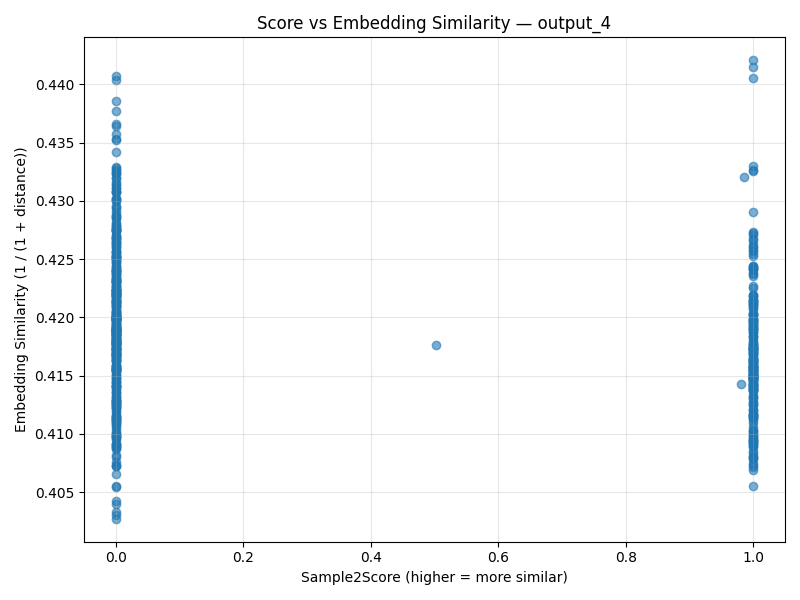 Score vs Embedding Similarity — output_4
Embedding Similarity (1 / (1 + distance))
0.440
0.435
0.430
0.425
0.420
0.415
0.410
0.405
0.0 0.2 0.4 0.6 0.8 1.0
Sample2Score (higher = more similar)